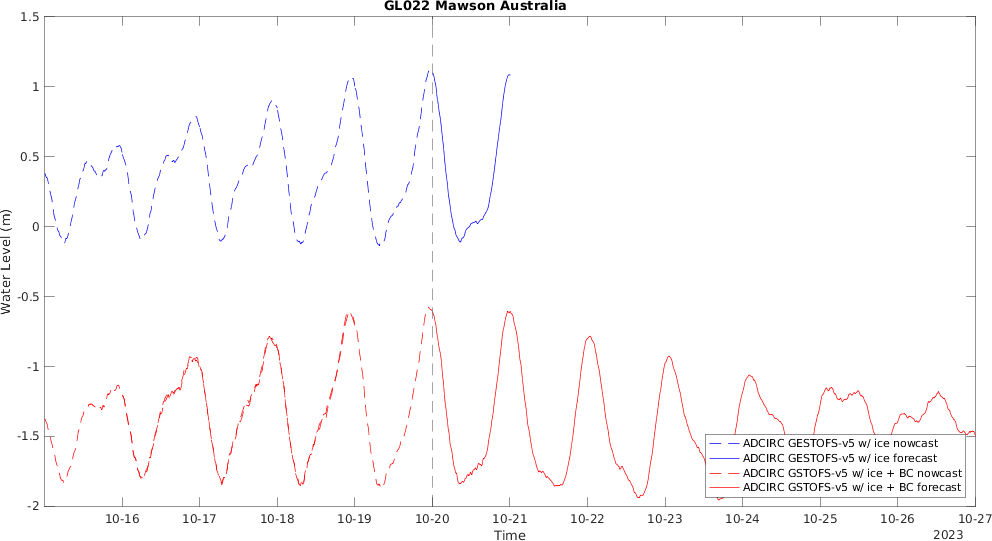 GL022 Mawson Australia
1.5
1
0.5
0
-0.5
-1
-1.5
-2
Water Level (m)
ADCIRC GESTOFS-v5 w/ ice nowcast
ADCIRC GESTOFS-v5 w/ ice forecast
ADCIRC GSTOFS-v5 w/ ice + BC nowcast
ADCIRC GSTOFS-v5 w/ ice + BC forecast
10-16 10-17 10-18 10-19 10-20 10-21 10-22 10-23 10-24 10-25 10-26 10-27
Time
2023